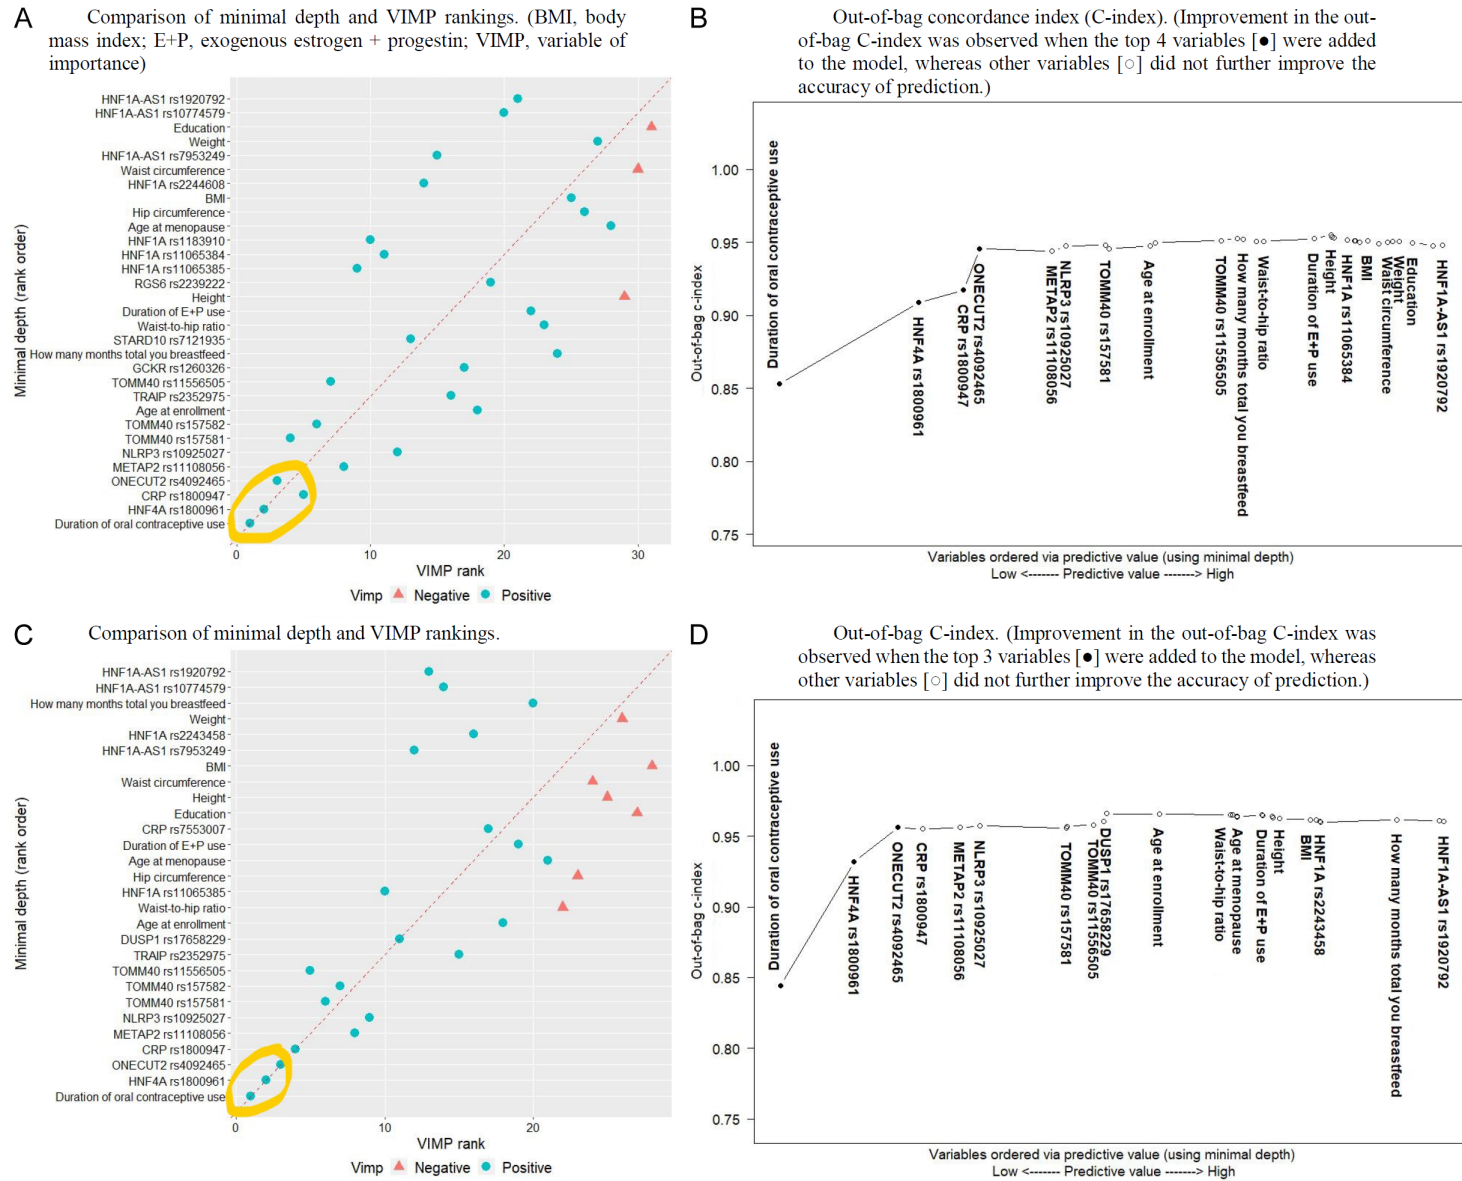 A
Comparison of minimal depth and VIMP rankings. (BMI, body
mass index; E+P, exogenous estrogen + progestin; VIMP, variable of
importance)
Minimal depth (rank order)
HNF1A-AS1 rs1920792
HNF1A-AS1 rs10774579
Education
Weight
HNF1A-AS1 rs7953249
Waist circumference
HNF1A rs2244608
BMI
Hip circumference
Age at menopause
HNF1A rs1183910
HNF1A rs11065384
HNF1A rs11065385
RGS6 rs2239222
Height
Duration of E+P use
Waist-to-hip ratio
STARD10 rs7121935
How many months total you breastfeed
GCKR rs1260326
TOMM40 rs11556505
TRAIP rs2352975
Age at enrollment
TOMM40 rs157582
TOMM40 rs157581
NLRP3 rs10925027
METAP2 rs11108056
ONECUT2 rs4092465
CRP rs1800947
HNF4A rs1800961
Duration of oral contraceptive use
0 10 20 30
VIMP rank
Vimp Negative Positive
B
Out-of-bag concordance index (C-index). (Improvement in the out-
of-bag C-index was observed when the top 4 variables [●] were added
to the model, whereas other variables [○] did not further improve the
accuracy of prediction.)
Out-of-bag c-index
1.00
0.95
0.90
0.85
0.80
0.75
Duration of oral contraceptive use
HNF4A rs1800961
CRP rs1800947
ONECUT2 rs4092465
METAP2 rs11108056
NLRP3 rs10925027
TOMM40 rs157581
Age at enrollment
TOMM40 rs11556505
How many months total you breastfeed
Waist-to-hip ratio
Duration of E+P use
Height
HNF1A rs11065384
BMI
Waist circumference
Weight
Education
HNF1A-AS1 rs1920792
Variables ordered via predictive value (using minimal depth)
Low <------- Predictive value -------> High
C
Comparison of minimal depth and VIMP rankings.
Minimal depth (rank order)
HNF1A-AS1 rs1920792
HNF1A-AS1 rs10774579
How many months total you breastfeed
Weight
HNF1A rs2243458
HNF1A-AS1 rs7953249
BMI
Waist circumference
Height
Education
CRP rs7553007
Duration of E+P use
Age at menopause
Hip circumference
HNF1A rs11065385
Waist-to-hip ratio
Age at enrollment
DUSP1 rs17658229
TRAIP rs2352975
TOMM40 rs11556505
TOMM40 rs157582
TOMM40 rs157581
NLRP3 rs10925027
METAP2 rs11108056
CRP rs1800947
ONECUT2 rs4092465
HNF4A rs1800961
Duration of oral contraceptive use
0 10 20
VIMP rank
Vimp Negative Positive
D
Out-of-bag C-index. (Improvement in the out-of-bag C-index was
observed when the top 3 variables [●] were added to the model, whereas
other variables [○] did not further improve the accuracy of prediction.)
Out-of-bag c-index
1.00
0.95
0.90
0.85
0.80
0.75
Duration of oral contraceptive use
HNF4A rs1800961
ONECUT2 rs4092465
CRP rs1800947
METAP2 rs11108056
NLRP3 rs10925027
TOMM40 rs157581
TOMM40 rs11556505
DUSP1 rs17658229
Age at enrollment
Waist-to-hip ratio
Age at menopause
Duration of E+P use
Height
BMI
HNF1A rs2243458
How many months total you breastfeed
HNF1A-AS1 rs1920792
Variables ordered via predictive value (using minimal depth)
Low <------- Predictive value -------> High